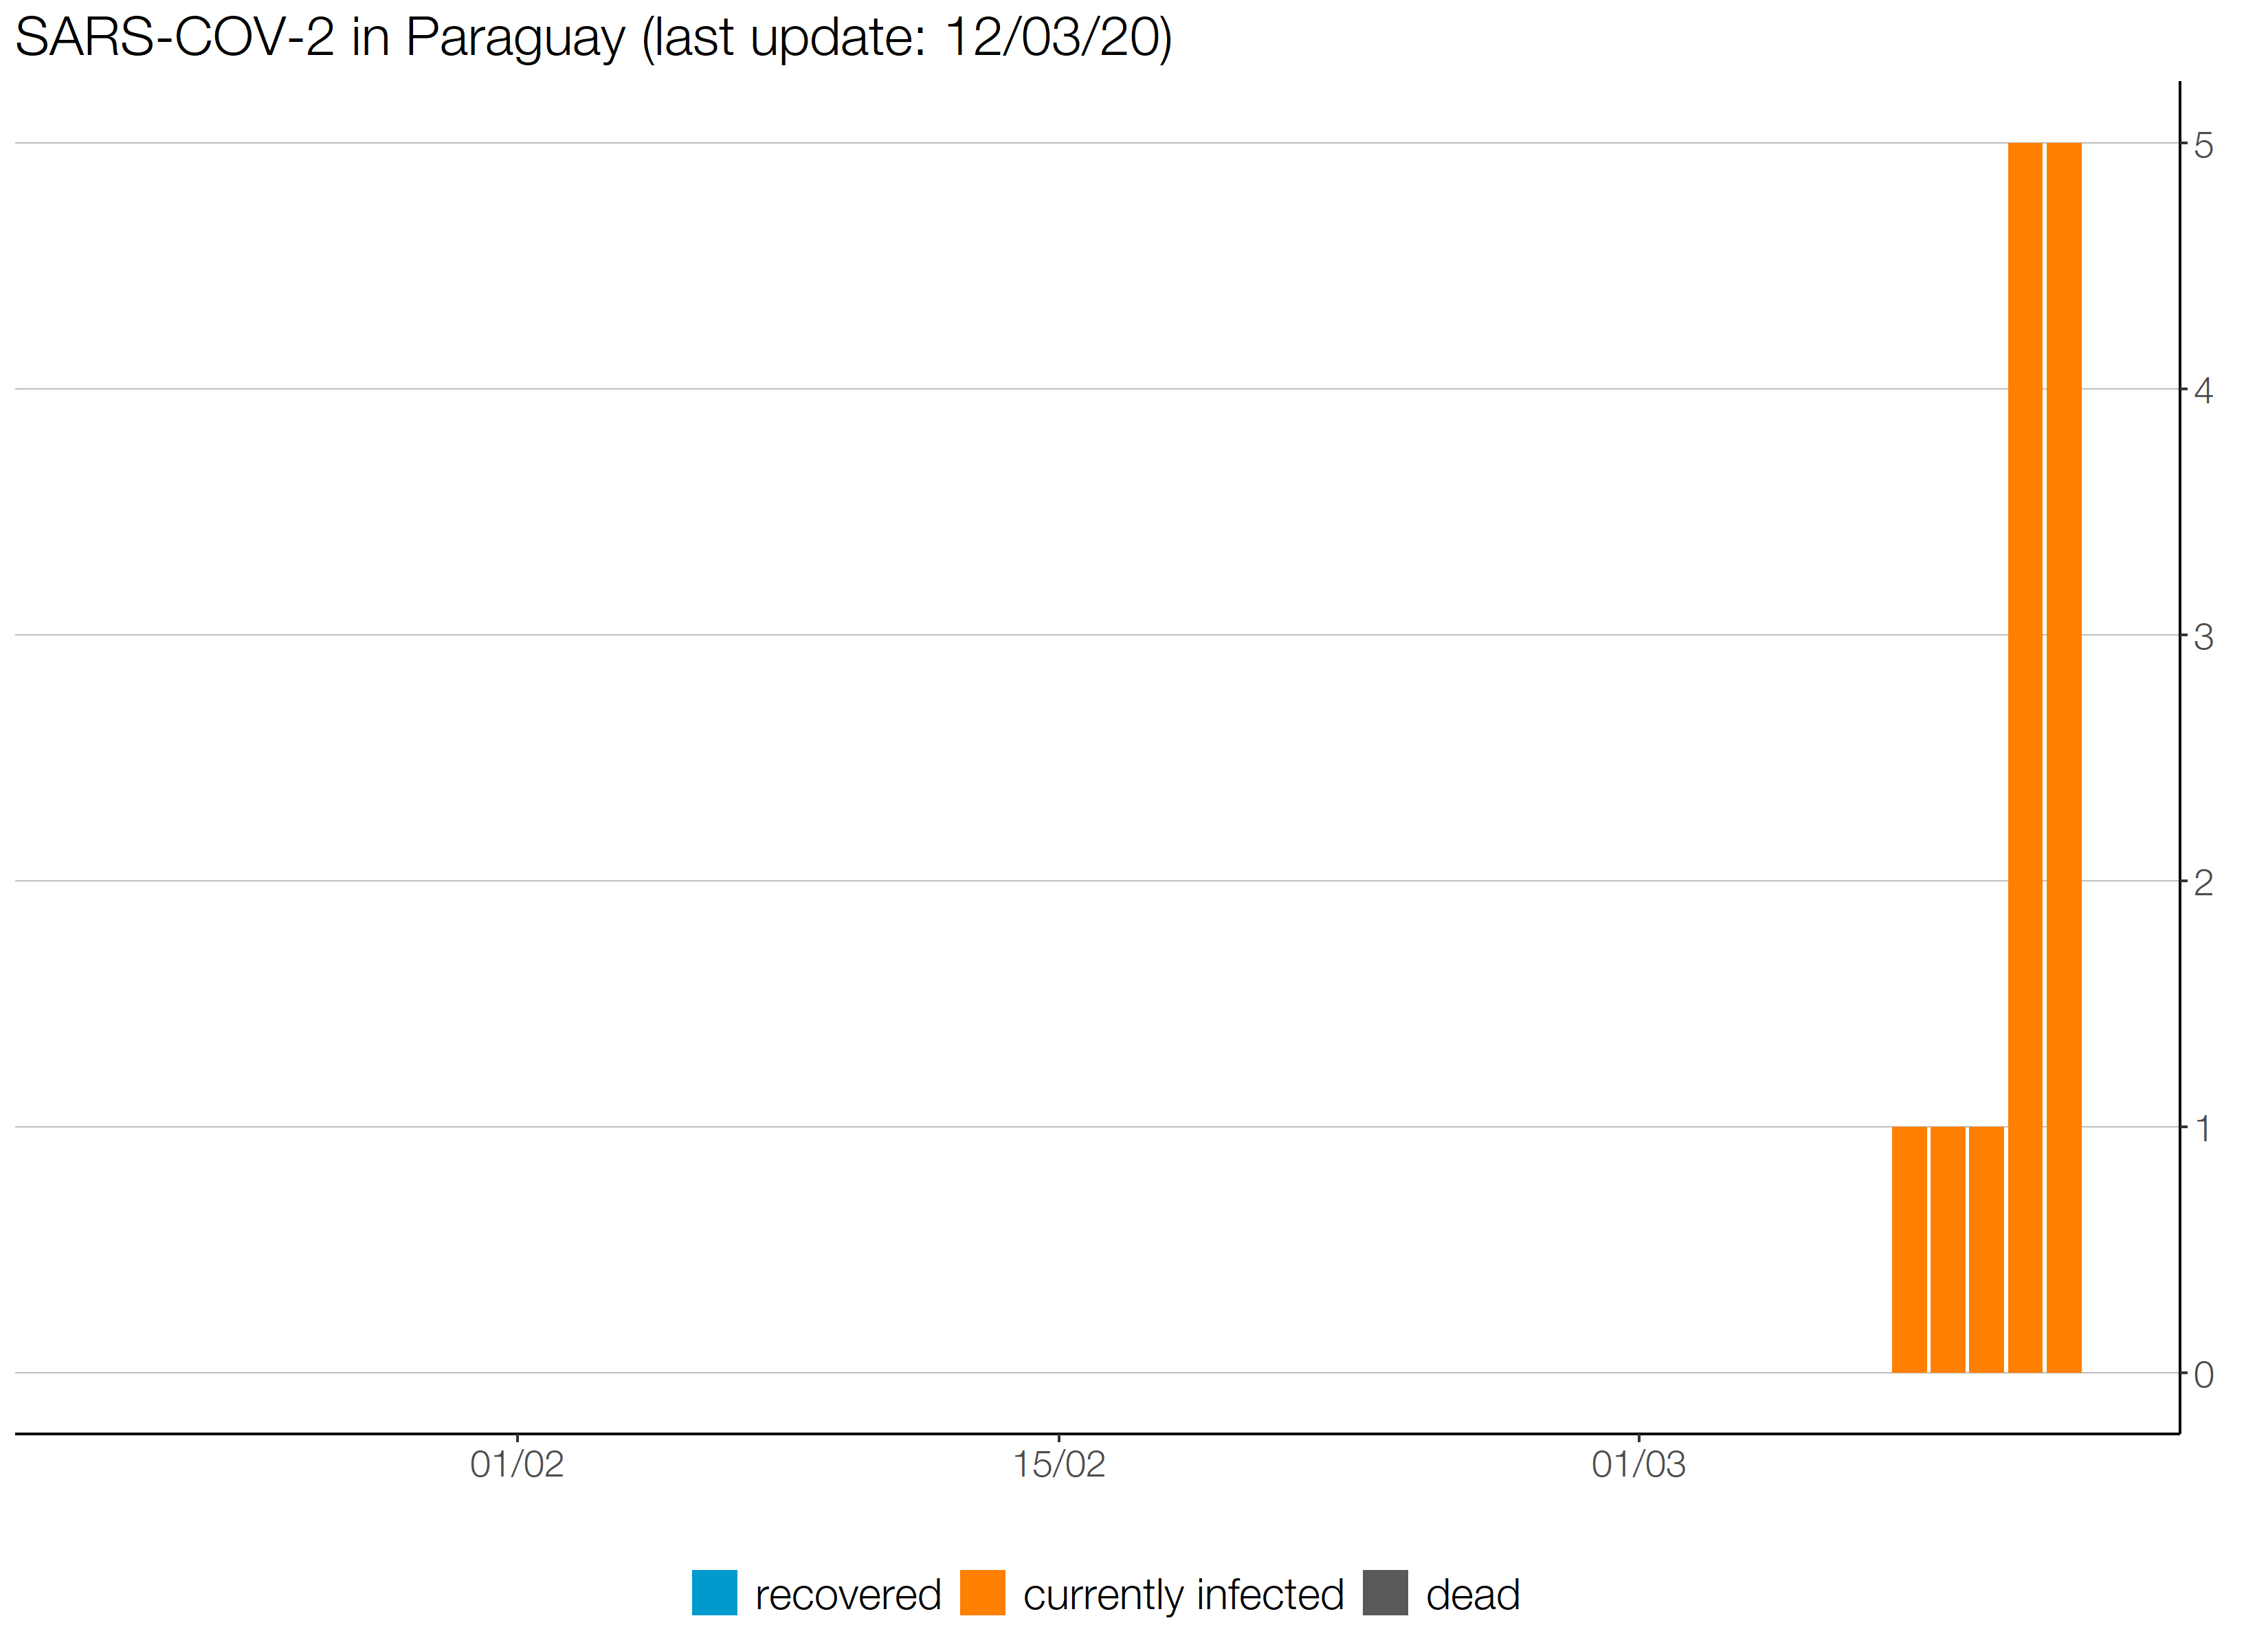 SARS-COV-2 in Paraguay (last update: 12/03/20)
5
4
3
2
1
0
01/02 15/02 01/03
recovered currently infected dead